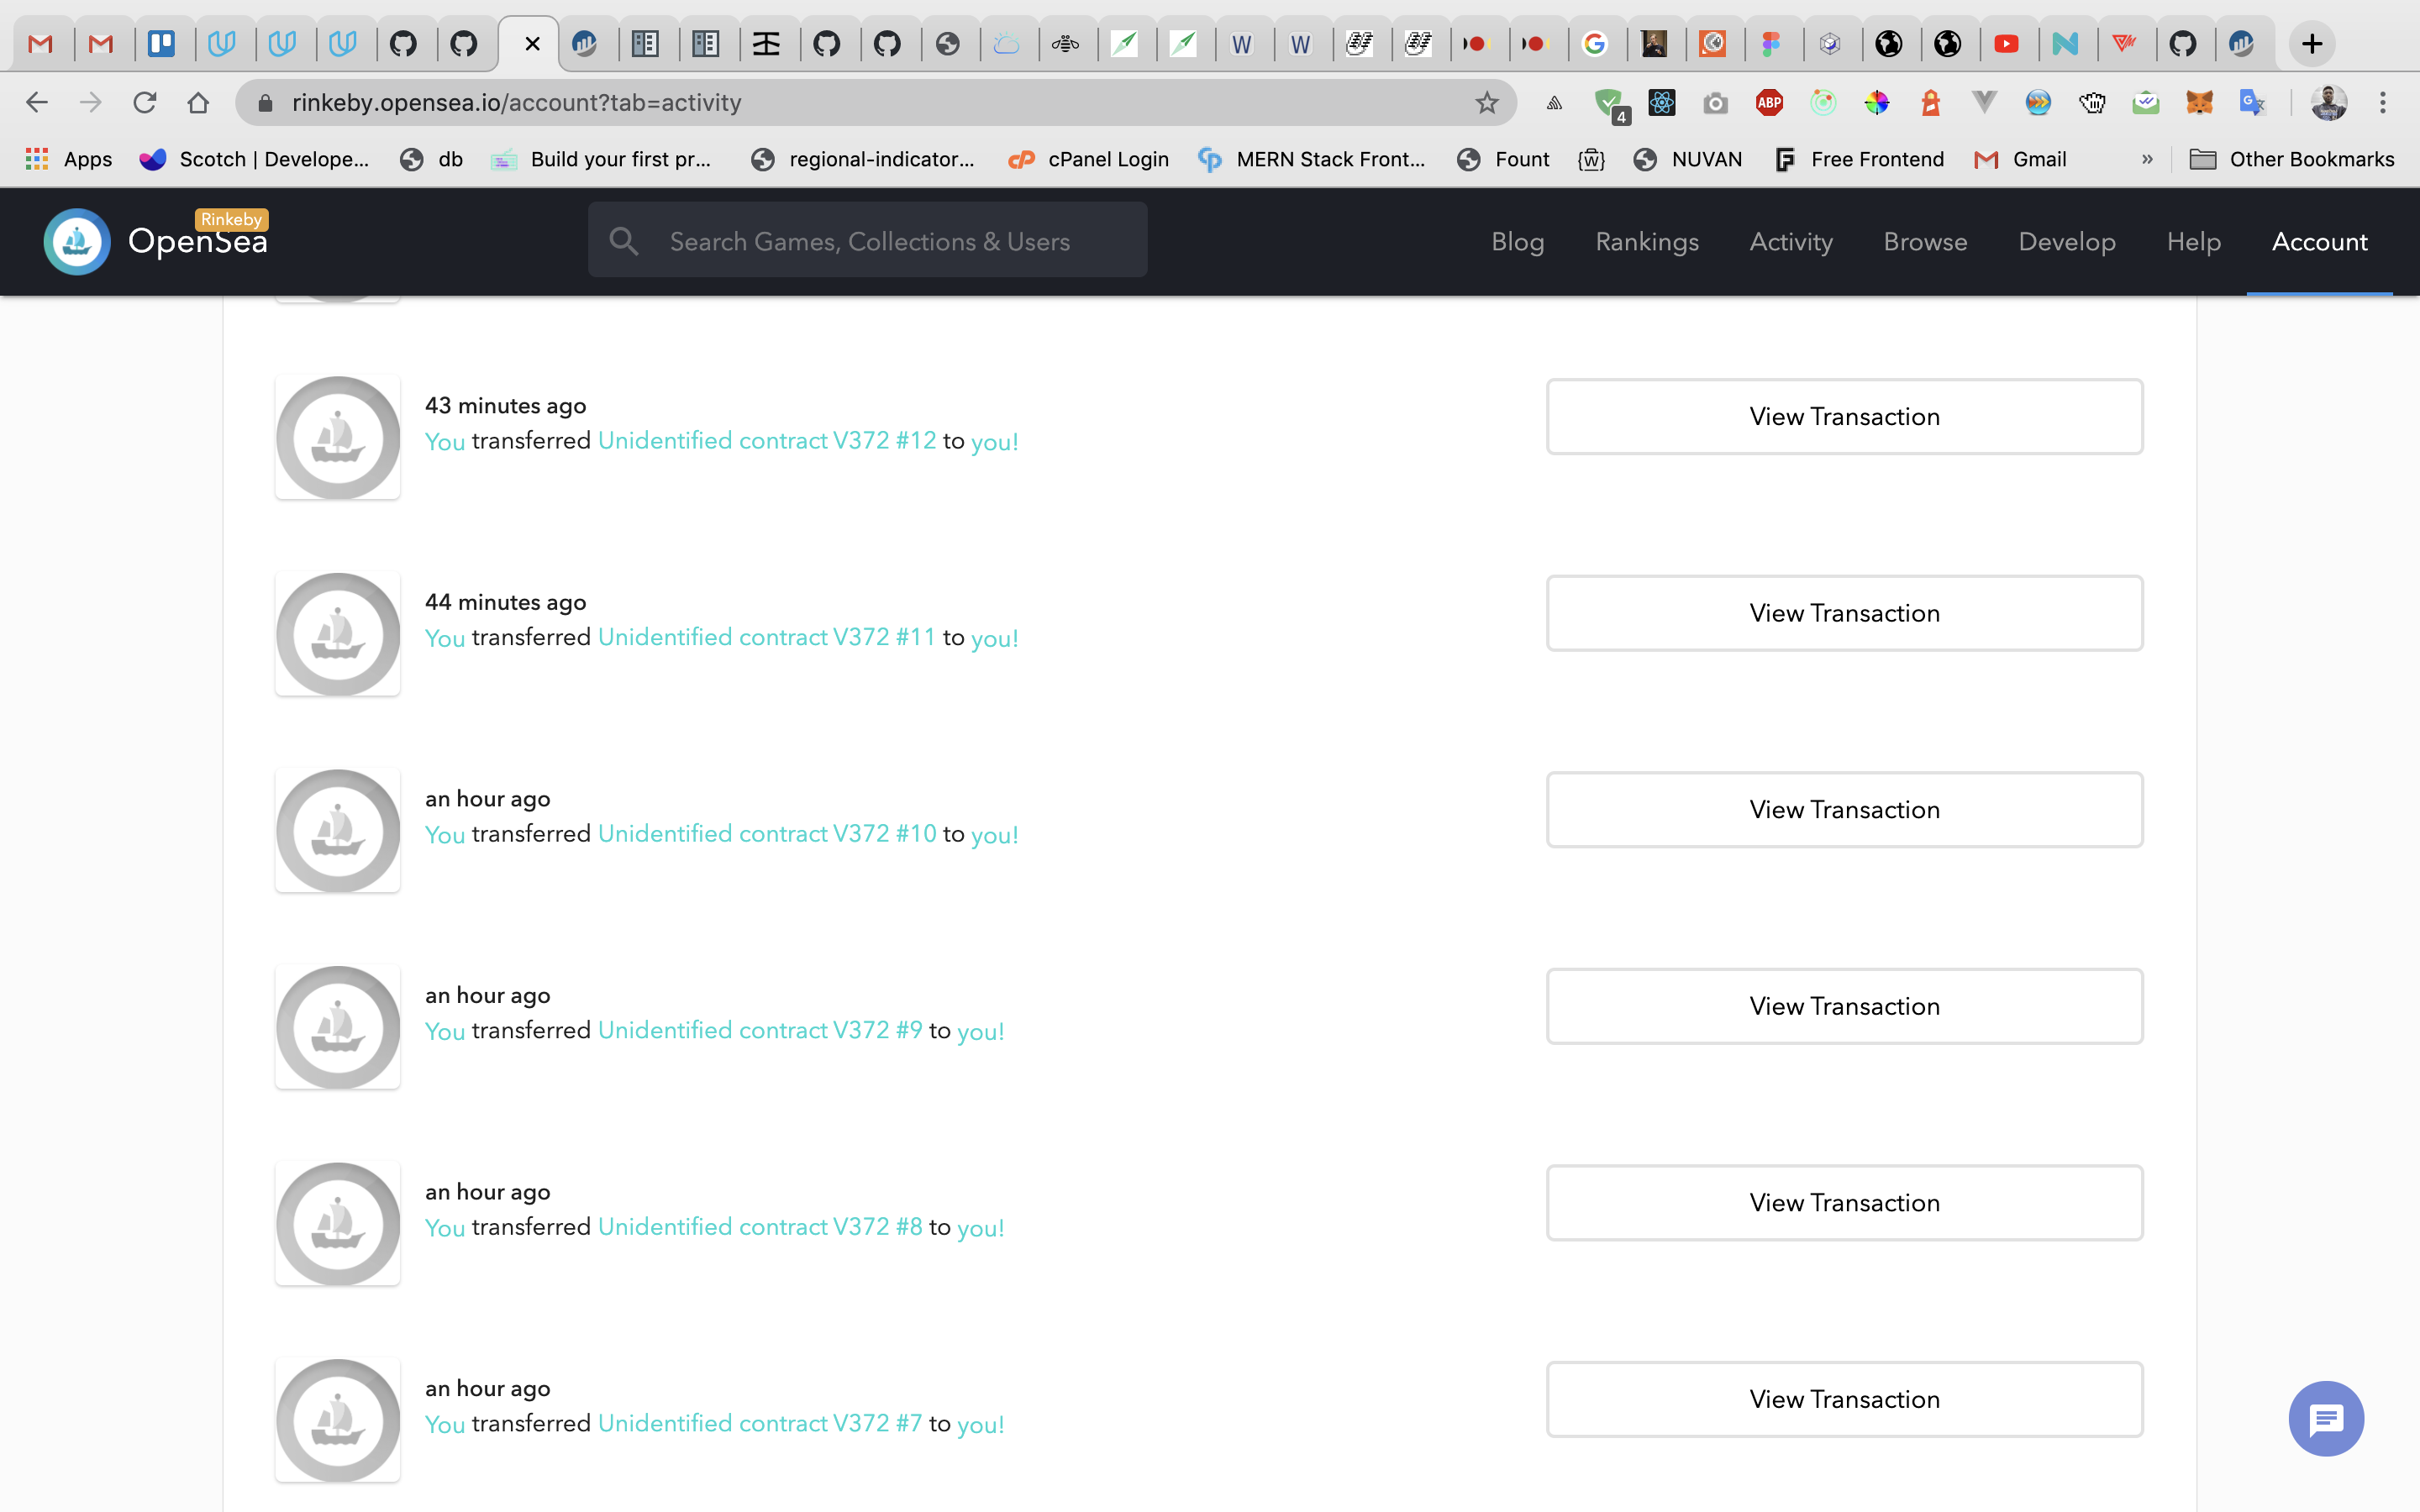 rinkeby.opensea.io/account?tab=activity
4
ABP
Apps
Scotch | Develope...
db
Build your first pr...
regional-indicator...
cPanel Login
MERN Stack Front...
Fount
NUVAN
Free Frontend
Gmail
»
Other Bookmarks
Rinkeby
OpenSea
Search Games, Collections & Users
Blog
Rankings
Activity
Browse
Develop
Help
Account
43 minutes ago
You transferred Unidentified contract V372 #12 to you!
View Transaction
44 minutes ago
You transferred Unidentified contract V372 #11 to you!
View Transaction
an hour ago
You transferred Unidentified contract V372 #10 to you!
View Transaction
an hour ago
You transferred Unidentified contract V372 #9 to you!
View Transaction
an hour ago
You transferred Unidentified contract V372 #8 to you!
View Transaction
an hour ago
You transferred Unidentified contract V372 #7 to you!
View Transaction